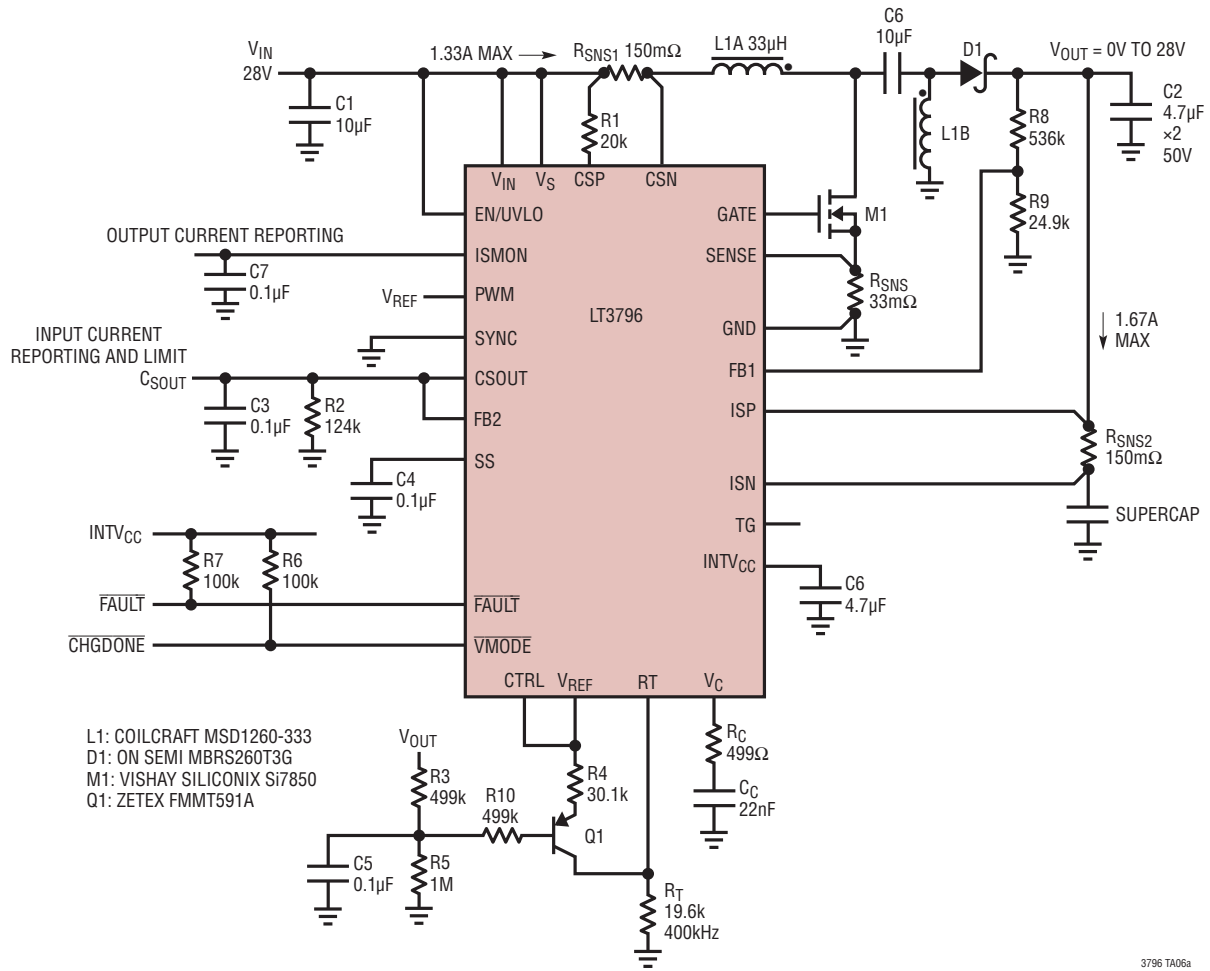 VIN
28V
1.33A MAX
RSNS1 150mΩ
L1A 33µH
C6
10µF
D1
VOUT = 0V TO 28V
C1
10µF
R1
20k
L1B
R8
536k
C2
4.7µF
×2
50V
R9
24.9k
VIN
VS
CSP
CSN
EN/UVLO
GATE
M1
OUTPUT CURRENT REPORTING
ISMON
SENSE
C7
0.1µF
RSNS
33mΩ
VREF
PWM
LT3796
SYNC
GND
1.67A
MAX
INPUT CURRENT
REPORTING AND LIMIT
CSOUT
CSOUT
FB1
C3
0.1µF
R2
124k
FB2
ISP
RSNS2
150mΩ
SS
ISN
C4
0.1µF
SUPERCAP
TG
INTVCC
INTVCC
R7
100k
R6
100k
C6
4.7µF
FAULT
FAULT
CHGDONE
VMODE
CTRL
VREF
RT
VC
L1: COILCRAFT MSD1260-333
D1: ON SEMI MBRS260T3G
M1: VISHAY SILICONIX Si7850
Q1: ZETEX FMMT591A
VOUT
R3
499k
R10
499k
R4
30.1k
RC
499Ω
CC
22nF
Q1
C5
0.1µF
R5
1M
RT
19.6k
400kHz
3796 TA06a